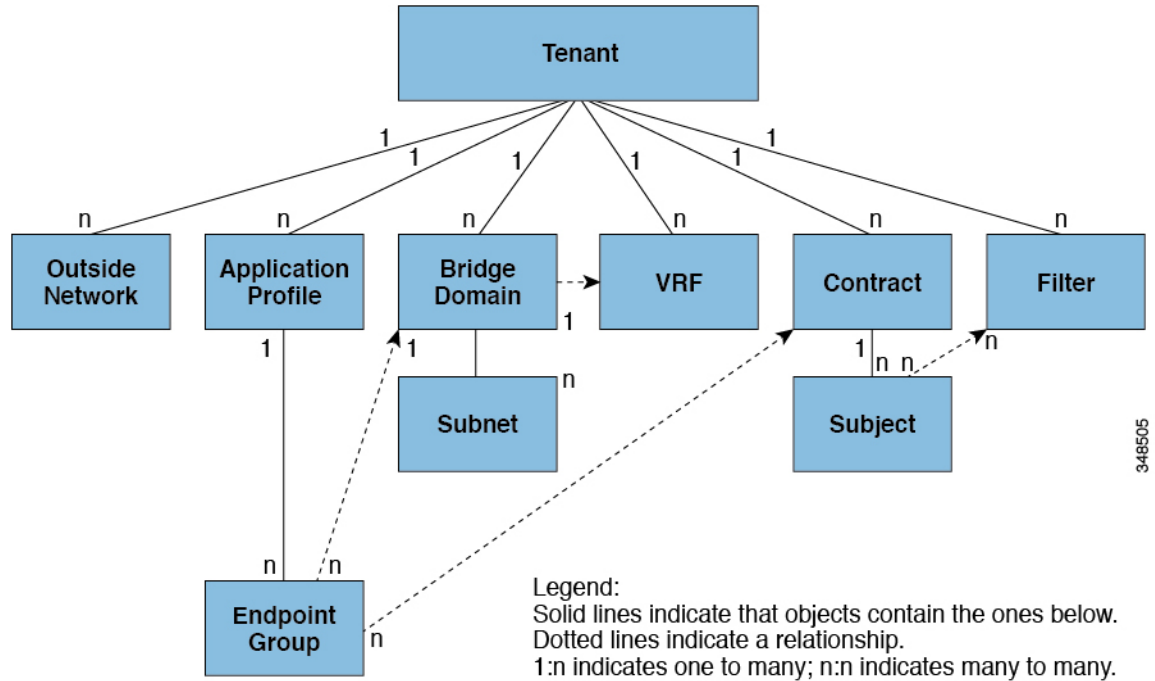 Tenant
1
1
1
1
1
1
n
n
n
n
n
n
Outside
Network
Application
Profile
Bridge
Domain
VRF
Contract
Filter
1
1
1
n
1
n n
n
Subnet
Subject
348505
n
n
Endpoint
Group
n
Legend:
Solid lines indicate that objects contain the ones below.
Dotted lines indicate a relationship.
1:n indicates one to many; n:n indicates many to many.